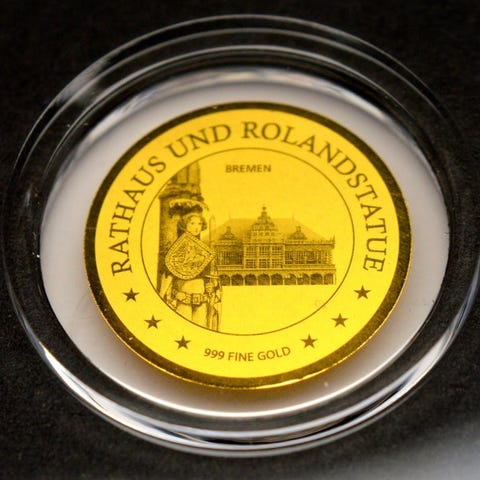 RATHAUS UND ROLANDSTATUE
BREMEN
999 FINE GOLD